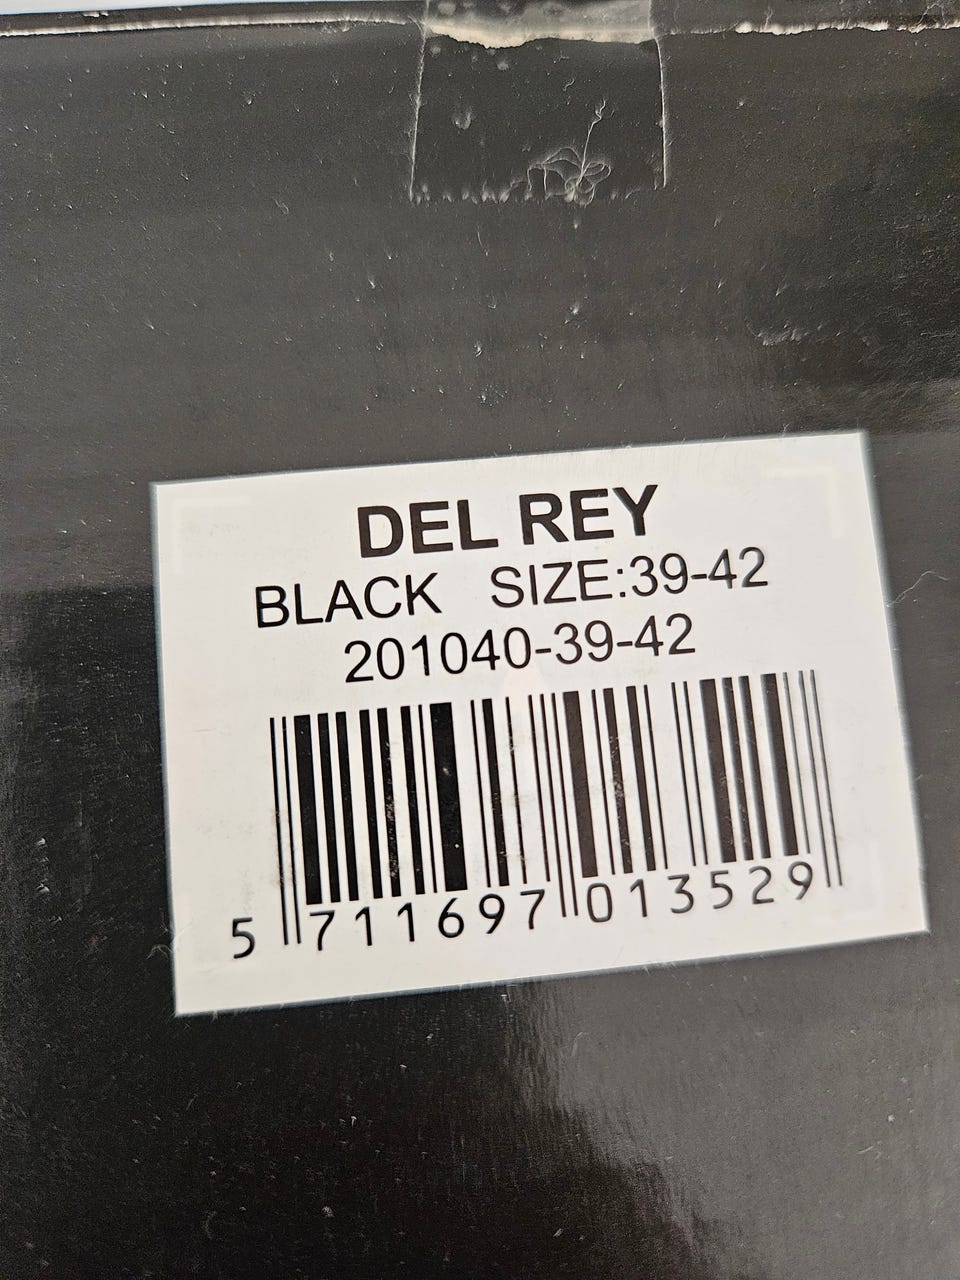 DEL REY
BLACK SIZE:39-42
201040-39-42
5 711697 013529